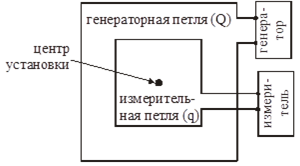 генераторная петля (Q)
генера-
тор
центр
установки
измеритель-
ная петля (q)
измери-
тель